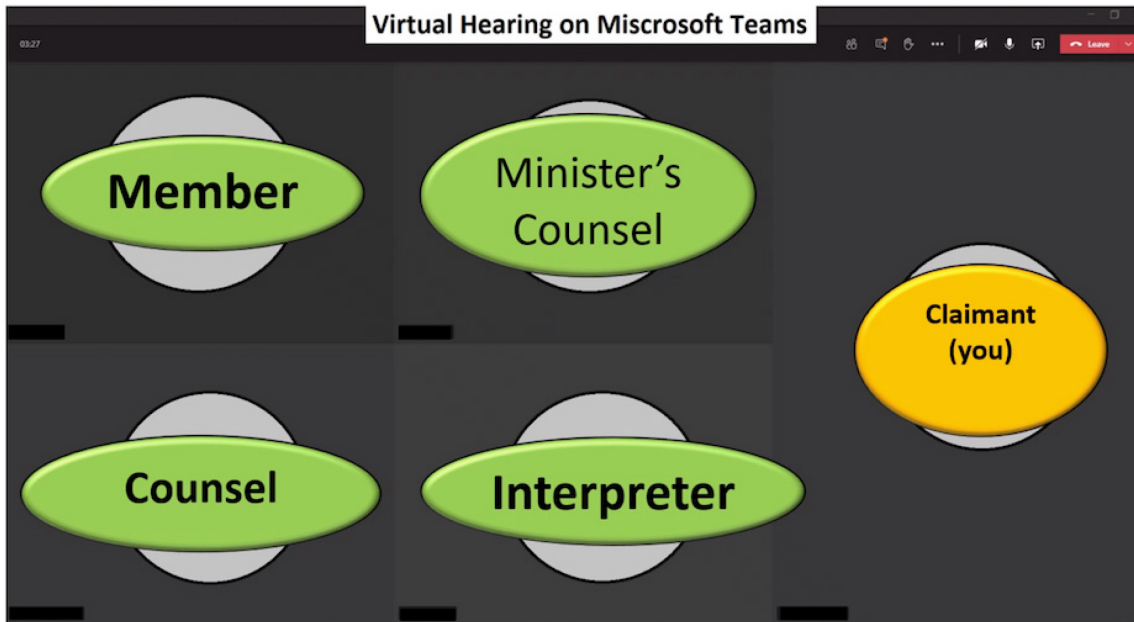 Virtual Hearing on Miscrosoft Teams
03:27
Leave
Member
Minister's
Counsel
Claimant
(you)
Counsel
Interpreter